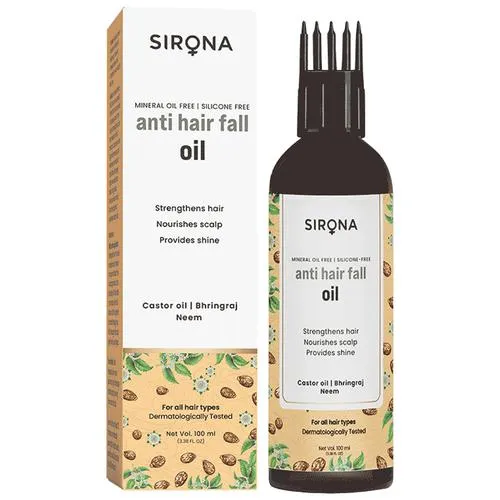 SIRONA
MINERAL OIL FREE | SILICONE FREE
anti hair fall
oil
Strengthens hair
Nourishes scalp
Provides shine
Castor oil | Bhringraj
Neem
For all hair types
Dermatologically Tested
Net Vol. 100 ml
(3.38 FL OZ)
SIRONA
MINERAL OIL FREE | SILICONE-FREE
anti hair fall
oil
Strengthens hair
Nourishes scalp
Provides shine
Castor oil | Bhringraj
Neem
For all hair types
Dermatologically Tested
Net Vol. 100 ml
(3.38 FL OZ)